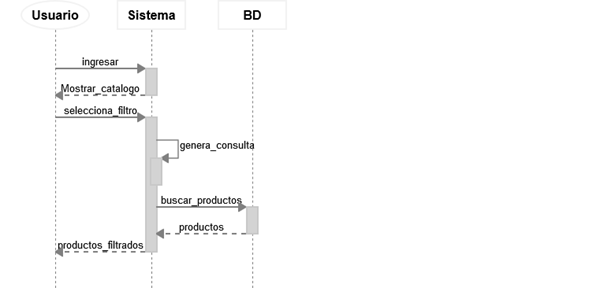 Usuario Sistema BD
ingresar
Mostrar_catalogo
selecciona_filtro
genera_consulta
buscar_productos
productos
productos_filtrados